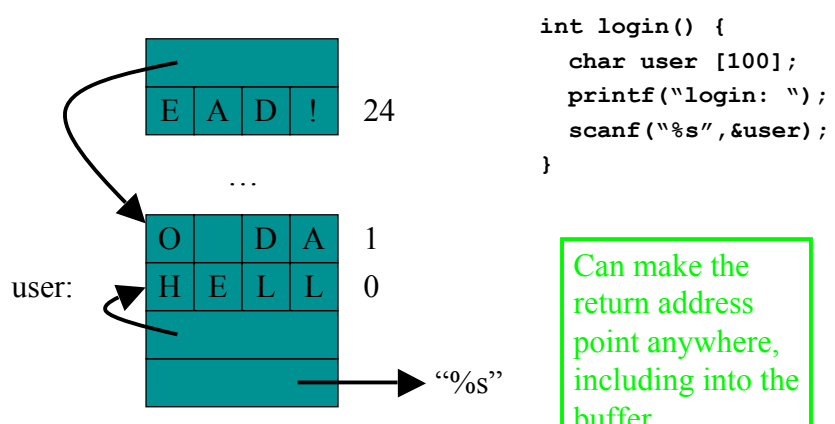 int login() {
char user [100];
printf(“login: “);
scanf(“%s”,&user);
}
E A D ! 24
…
O D A 1
user: H E L L 0
“%s”
Can make the
return address
point anywhere,
including into the
buffer